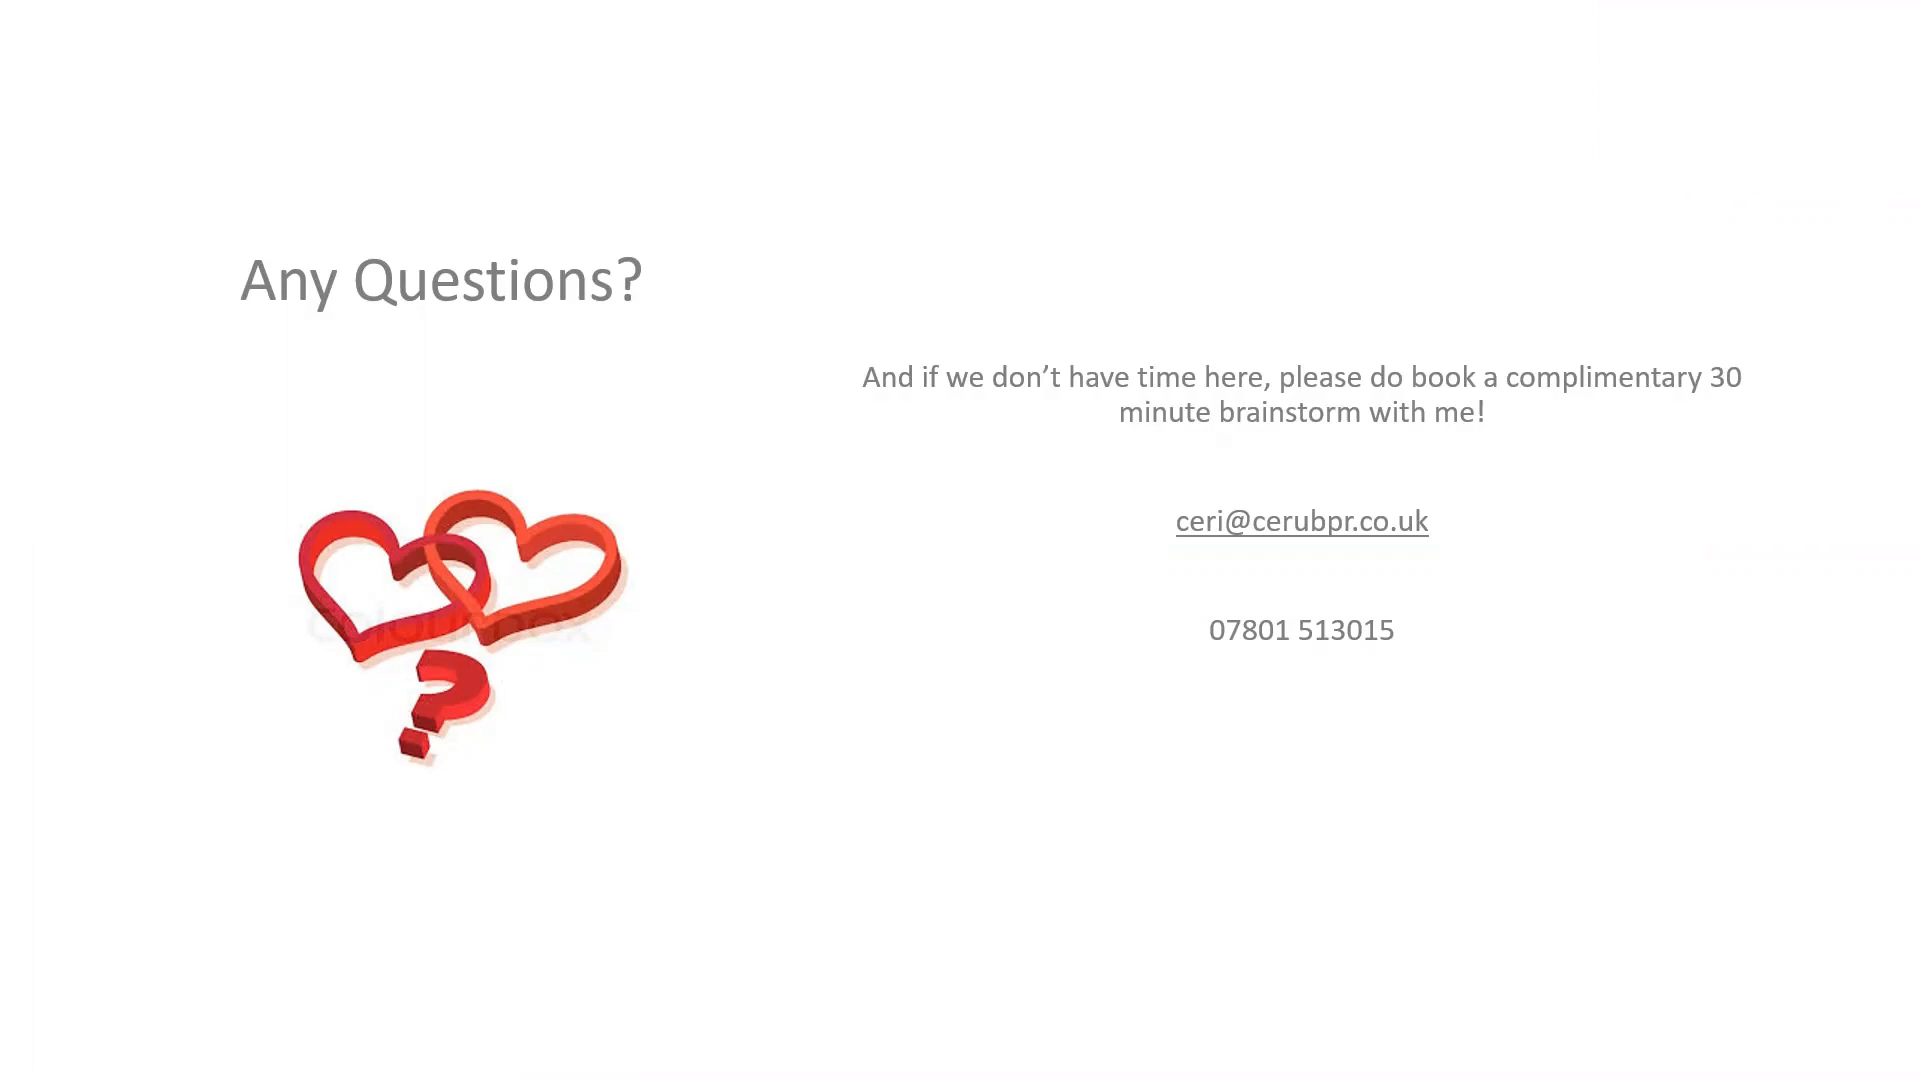 Any Questions?
And if we don’t have time here, please do book a complimentary 30
minute brainstorm with me!
ceri@cerubpr.co.uk
07801 513015